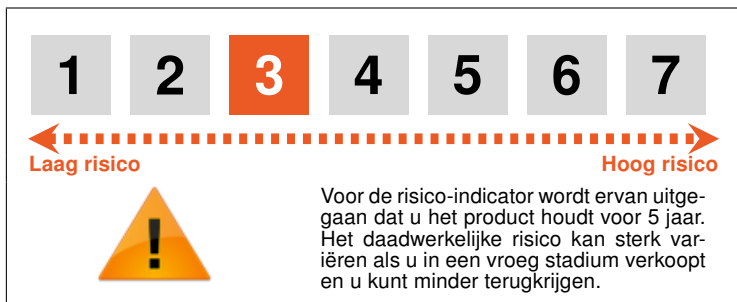 1 2 3 4 5 6 7
Laag risico Hoog risico
!
Voor de risico-indicator wordt ervan uitge-
gaan dat u het product houdt voor 5 jaar.
Het daadwerkelijke risico kan sterk var-
iëren als u in een vroeg stadium verkoopt
en u kunt minder terugkrijgen.